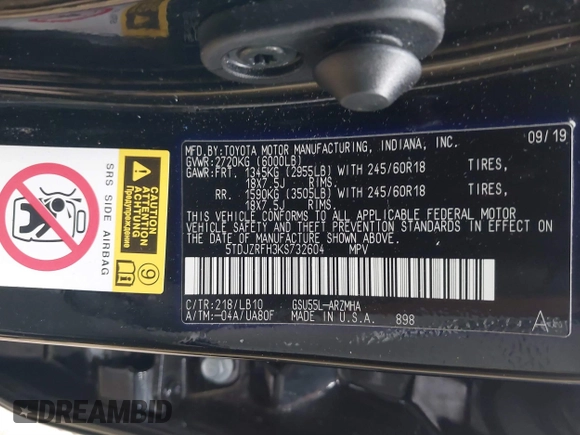 MFD.BY:TOYOTA MOTOR MANUFACTURING, INDIANA, INC. 09/19
GVWR:2720KG (6000LB)
GAWR:FRT. 1345KG (2955LB) WITH 245/60R18 TIRES,
18X7.5J RIMS.
RR. 1590KG (3505LB) WITH 245/60R18 TIRES,
18X7.5J RIMS.
THIS VEHICLE CONFORMS TO ALL APPLICABLE FEDERAL MOTOR
VEHICLE SAFETY AND THEFT PREVENTION STANDARDS IN EFFECT
ON THE DATE OF MANUFACTURE SHOWN ABOVE.
5TDJZRFH3KS732604 MPV
C/TR:218/LB10 GSU55L-ARZMHA
A/TM:-04A/UA80F MADE IN U.S.A. 898 A
SIDE AIRBAG
CAUTION
ATTENTION
Предупреждение
9
DREAMBID